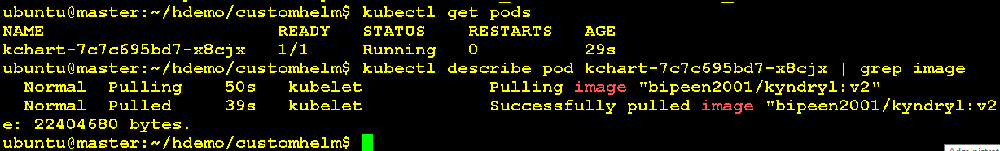 ubuntu@master:~/hdemo/customhelm$ kubectl get pods
NAME                      READY   STATUS    RESTARTS   AGE
kchart-7c7c695bd7-x8cjx   1/1     Running   0          29s
ubuntu@master:~/hdemo/customhelm$ kubectl describe pod kchart-7c7c695bd7-x8cjx | grep image
  Normal  Pulling    50s   kubelet            Pulling image "bipeen2001/kyndryl:v2"
  Normal  Pulled     39s   kubelet            Successfully pulled image "bipeen2001/kyndryl:v2
e: 22404680 bytes.
ubuntu@master:~/hdemo/customhelm$